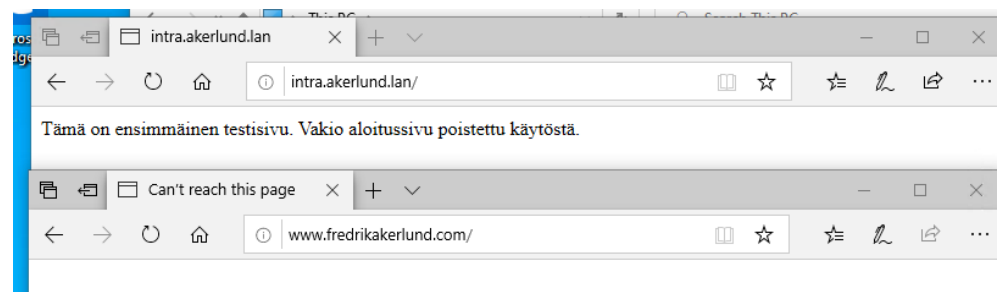 intra.akerlund.lan
intra.akerlund.lan/
Tämä on ensimmäinen testisivu. Vakio aloitussivu poistettu käytöstä.
Can't reach this page
www.fredrikakerlund.com/